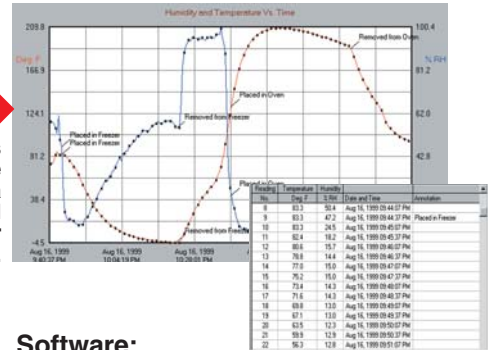 Humidity and Temperature Vs. Time
209.8
100.4
Deg. F
% RH
Removed from Oven
166.9
81.2
Placed in Oven
124.1
62.0
Removed from Freezer
Placed in Freezer
Placed in Freezer
81.2
42.8
38.4
Removed from Freezer
-4.5
Aug 16, 1999
Aug 16, 1999
Aug 16, 1999
9:40:37 PM
10:04:19 PM
10:28:01 PM
Reading Temperature Humidity
No. Deg. F % RH Date and Time Annotation
8 83.3 50.4 Aug 16, 1999 09:44:07 PM
9 83.3 47.2 Aug 16, 1999 09:44:37 PM Placed in Freezer
10 83.3 24.5 Aug 16, 1999 09:45:07 PM
11 82.4 18.2 Aug 16, 1999 09:45:37 PM
12 80.6 15.7 Aug 16, 1999 09:46:07 PM
13 78.8 14.4 Aug 16, 1999 09:46:37 PM
14 77.0 15.0 Aug 16, 1999 09:47:07 PM
15 75.2 15.0 Aug 16, 1999 09:47:37 PM
16 73.4 14.3 Aug 16, 1999 09:48:07 PM
17 71.6 14.3 Aug 16, 1999 09:48:37 PM
18 69.8 13.0 Aug 16, 1999 09:49:07 PM
19 67.1 13.0 Aug 16, 1999 09:49:37 PM
20 63.5 12.3 Aug 16, 1999 09:50:07 PM
21 59.9 12.9 Aug 16, 1999 09:50:37 PM
22 56.3 12.8 Aug 16, 1999 09:51:07 PM
Software: